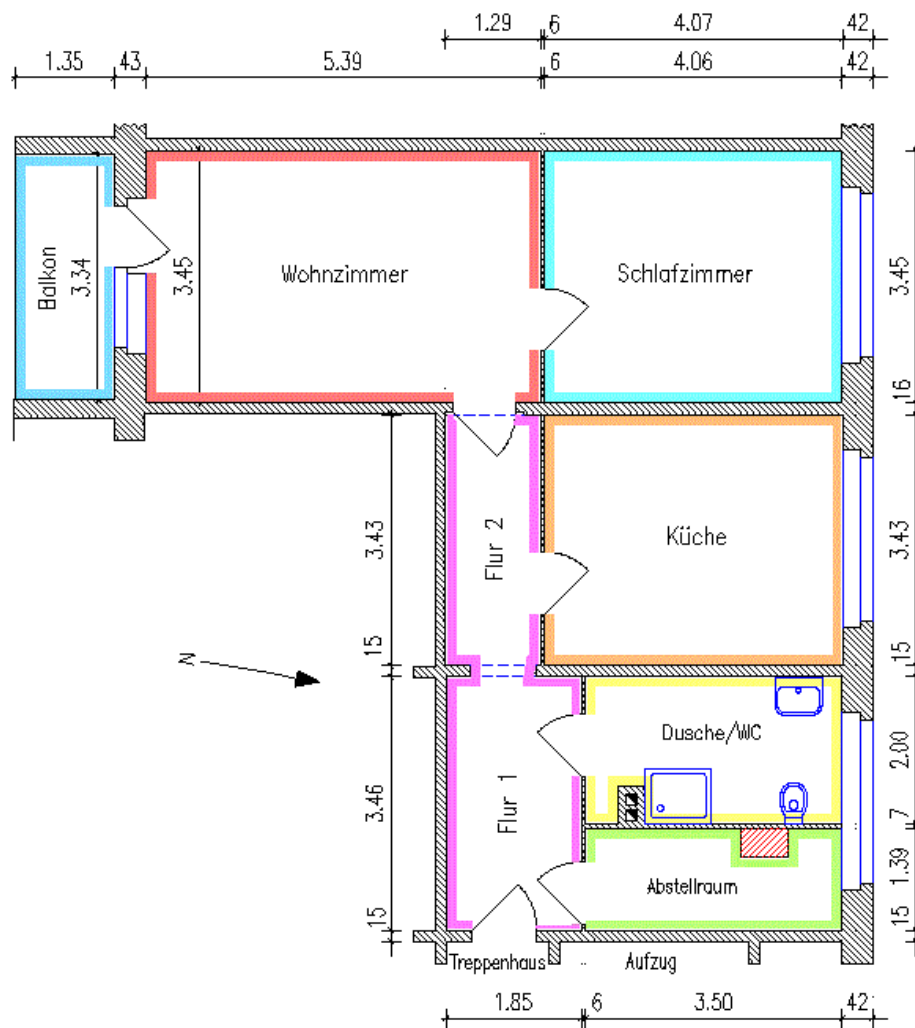 1.29 6 4.07 42
1.35 43 5.39 6 4.06 42
Balkon
3.34
3.45
Wohnzimmer
Schlafzimmer
3.45
16
3.43
Flur 2
Küche
3.43
15
15
N
Dusche/WC
2.00
3.46
Flur 1
7
1.39
Abstellraum
15
15
Treppenhaus
Aufzug
1.85 6 3.50 42